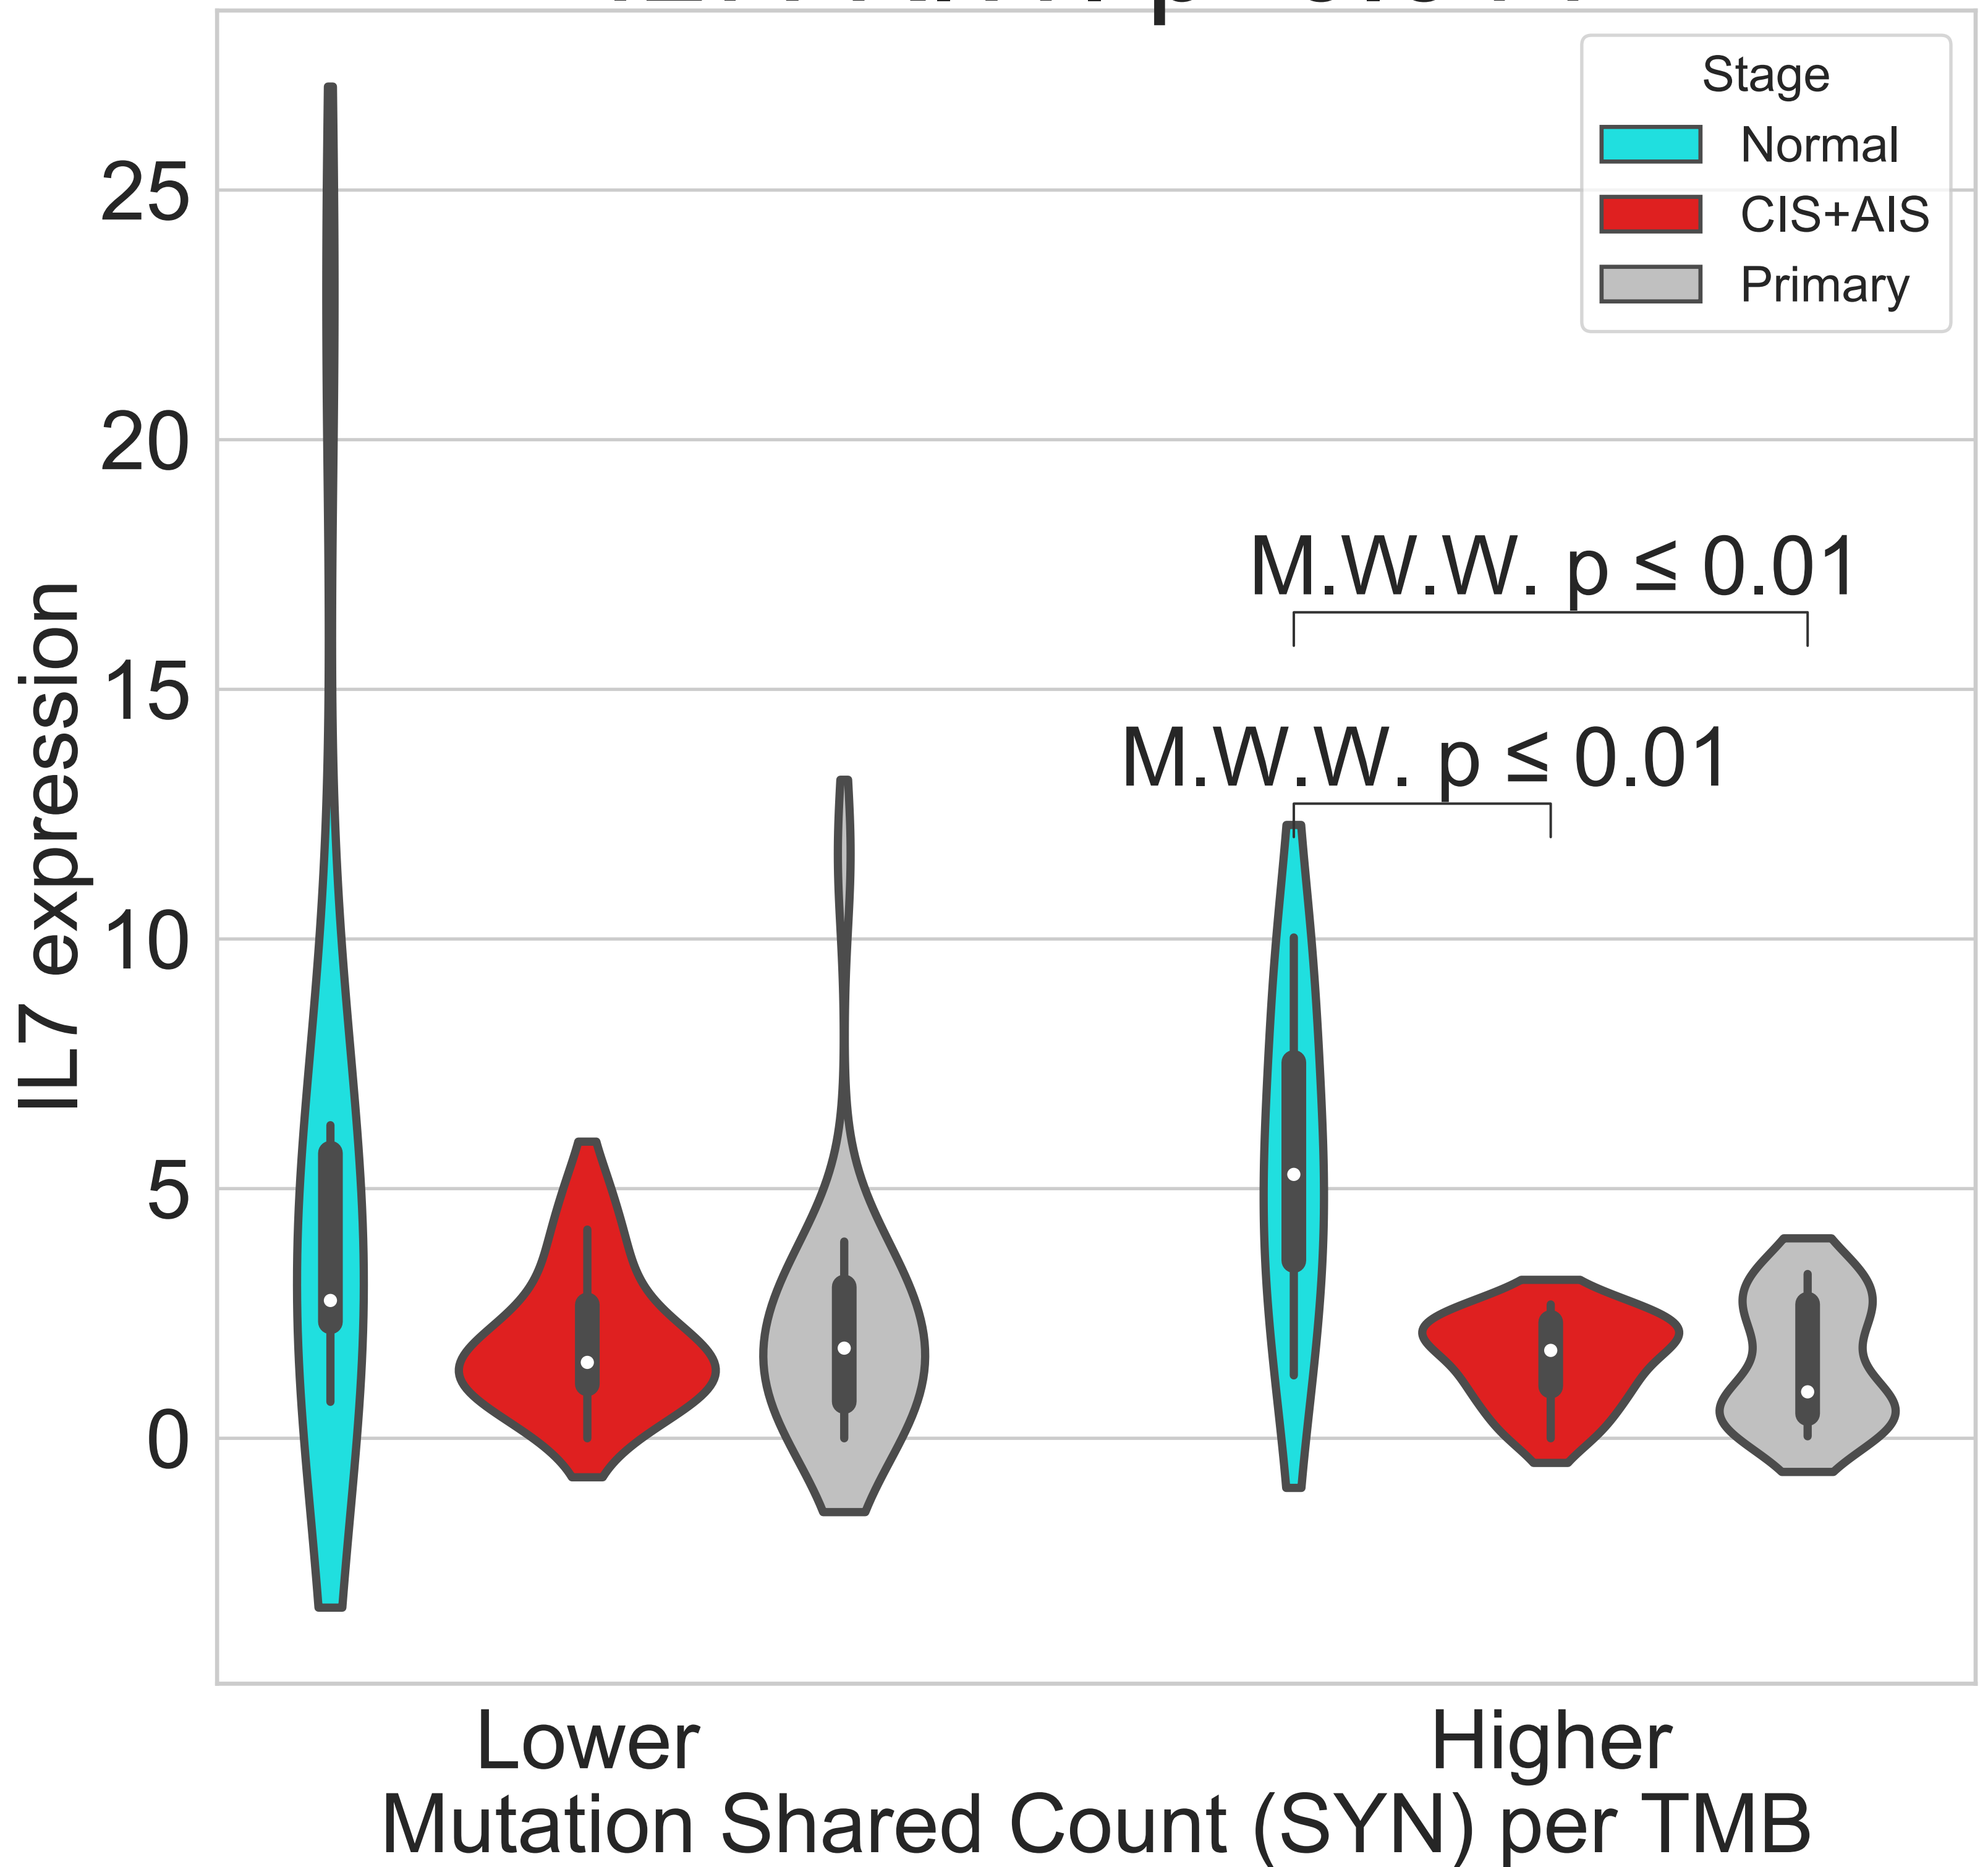 Stage
Normal
CIS+AIS
Primary
25
20
15
10
5
0
IL7 expression
M.W.W. p ≤ 0.01
M.W.W. p ≤ 0.01
Lower
Higher
Mutation Shared Count (SYN) per TMB